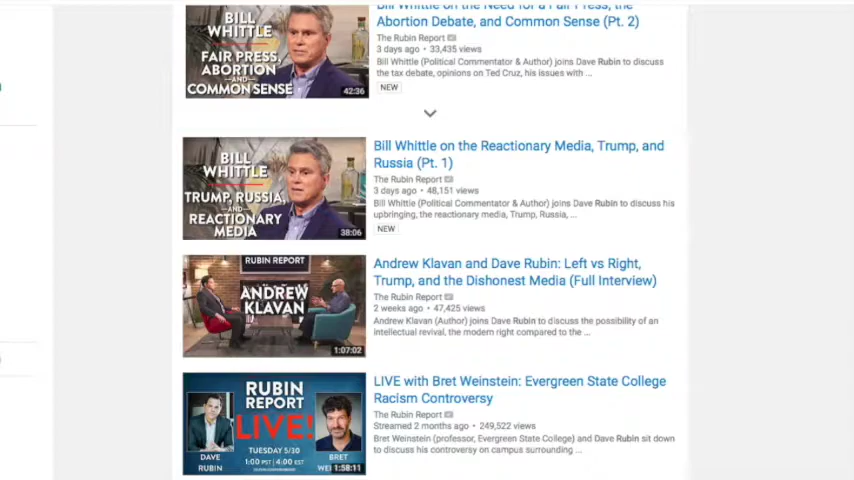 Bill Whittle on the Need for a Fair Press, the
Abortion Debate, and Common Sense (Pt. 2)
The Rubin Report
3 days ago • 33,435 views
Bill Whittle (Political Commentator & Author) joins Dave Rubin to discuss
the tax debate, opinions on Ted Cruz, his issues with ...
NEW
BILL
WHITTLE
FAIR PRESS,
ABORTION
AND
COMMON SENSE
42:36
Bill Whittle on the Reactionary Media, Trump, and
Russia (Pt. 1)
The Rubin Report
3 days ago • 48,151 views
Bill Whittle (Political Commentator & Author) joins Dave Rubin to discuss his
upbringing, the reactionary media, Trump, Russia, ...
NEW
BILL
WHITTLE
TRUMP, RUSSIA,
AND
REACTIONARY
MEDIA
38:06
Andrew Klavan and Dave Rubin: Left vs Right,
Trump, and the Dishonest Media (Full Interview)
The Rubin Report
2 weeks ago • 47,425 views
Andrew Klavan (Author) joins Dave Rubin to discuss the possibility of an
intellectual revival, the modern right compared to the ...
RUBIN REPORT
ANDREW
KLAVAN
1:07:02
LIVE with Bret Weinstein: Evergreen State College
Racism Controversy
The Rubin Report
Streamed 2 months ago • 249,522 views
Bret Weinstein (professor, Evergreen State College) and Dave Rubin sit down
to discuss his controversy on campus surrounding ...
RUBIN
REPORT
LIVE!
TUESDAY 5/30
1:00 PST | 4:00 EST
DAVE
RUBIN
BRET
WEI
1:58:11